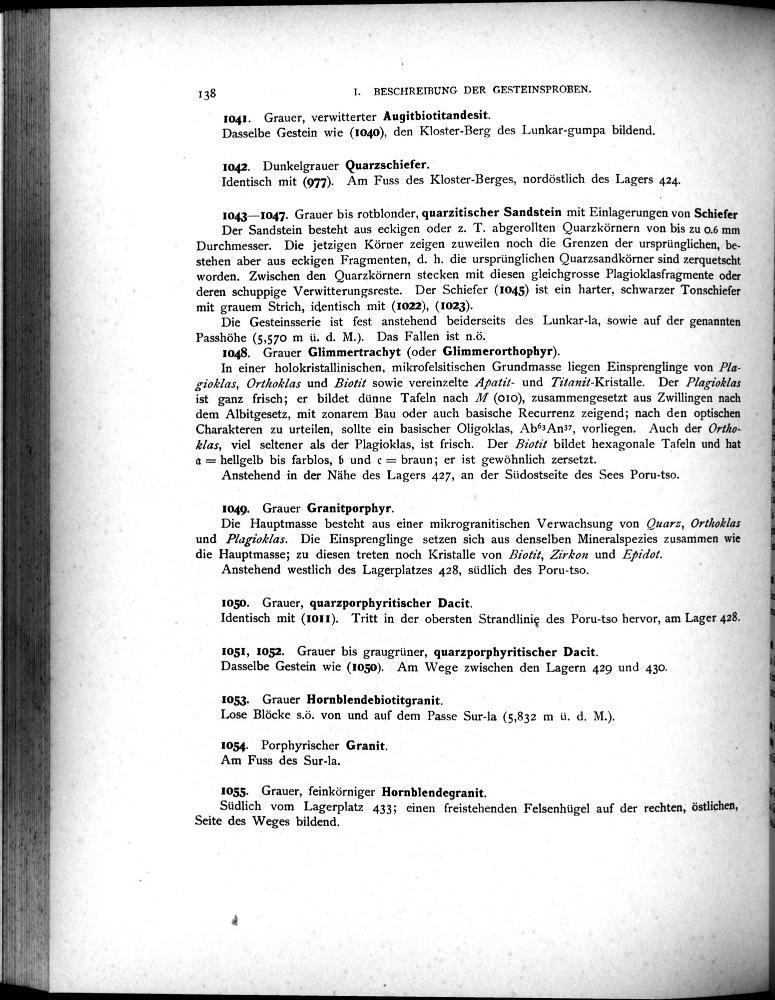 138
I. BESCHREIBUNG DER GESTEINSPROBEN.
1041. Grauer, verwitterter Augitbiotitandesit.
Dasselbe Gestein wie (1040), den Kloster-Berg des Lunkar-gumpa bildend.
1042. Dunkelgrauer Quarzschiefer.
Identisch mit (977). Am Fuss des Kloster-Berges, nordöstlich des Lagers 424.
1043—1047. Grauer bis rotblonder, quarzitischer Sandstein mit Einlagerungen von Schiefer
Der Sandstein besteht aus eckigen oder z. T. abgerollten Quarzkörnern von bis zu 0.6 mm
Durchmesser. Die jetzigen Körner zeigen zuweilen noch die Grenzen der ursprünglichen, be-
stehen aber aus eckigen Fragmenten, d. h. die ursprünglichen Quarzsandkörner sind zerquetscht
worden. Zwischen den Quarzkörnern stecken mit diesen gleichgrosse Plagioklasfragmente oder
deren schuppige Verwitterungsreste. Der Schiefer (1045) ist ein harter, schwarzer Tonschiefer
mit grauem Strich, identisch mit (1022), (1023).
Die Gesteinsserie ist fest anstehend beiderseits des Lunkar-la, sowie auf der genannten
Passhöhe (5,570 m ü. d. M.). Das Fallen ist n.ö.
1048. Grauer Glimmertrachyt (oder Glimmerorthophyr).
In einer holokristallinischen, mikrofelsitischen Grundmasse liegen Einsprenglinge von Pla-
gioklas, Orthoklas und Biotit sowie vereinzelte Apatit- und Titanit-Kristalle. Der Plagioklas
ist ganz frisch; er bildet dünne Tafeln nach M (010), zusammengesetzt aus Zwillingen nach
dem Albitgesetz, mit zonarem Bau oder auch basische Recurrenz zeigend; nach den optischen
Charakteren zu urteilen, sollte ein basischer Oligoklas, Ab⁶³An³⁷, vorliegen. Auch der Ortho-
klas, viel seltener als der Plagioklas, ist frisch. Der Biotit bildet hexagonale Tafeln und hat
a = hellgelb bis farblos, b und c = braun; er ist gewöhnlich zersetzt.
Anstehend in der Nähe des Lagers 427, an der Südostseite des Sees Poru-tso.
1049. Grauer Granitporphyr.
Die Hauptmasse besteht aus einer mikrogranitischen Verwachsung von Quarz, Orthoklas
und Plagioklas. Die Einsprenglinge setzen sich aus denselben Mineralspezies zusammen wie
die Hauptmasse; zu diesen treten noch Kristalle von Biotit, Zirkon und Epidot.
Anstehend westlich des Lagerplatzes 428, südlich des Poru-tso.
1050. Grauer, quarzporphyritischer Dacit.
Identisch mit (1011). Tritt in der obersten Strandlinie des Poru-tso hervor, am Lager 428.
1051, 1052. Grauer bis graugrüner, quarzporphyritischer Dacit.
Dasselbe Gestein wie (1050). Am Wege zwischen den Lagern 429 und 430.
1053. Grauer Hornblendebiotitgranit.
Lose Blöcke s.ö. von und auf dem Passe Sur-la (5,832 m ü. d. M.).
1054. Porphyrischer Granit.
Am Fuss des Sur-la.
1055. Grauer, feinkörniger Hornblendegranit.
Südlich vom Lagerplatz 433; einen freistehenden Felsenhügel auf der rechten, östlichen,
Seite des Weges bildend.